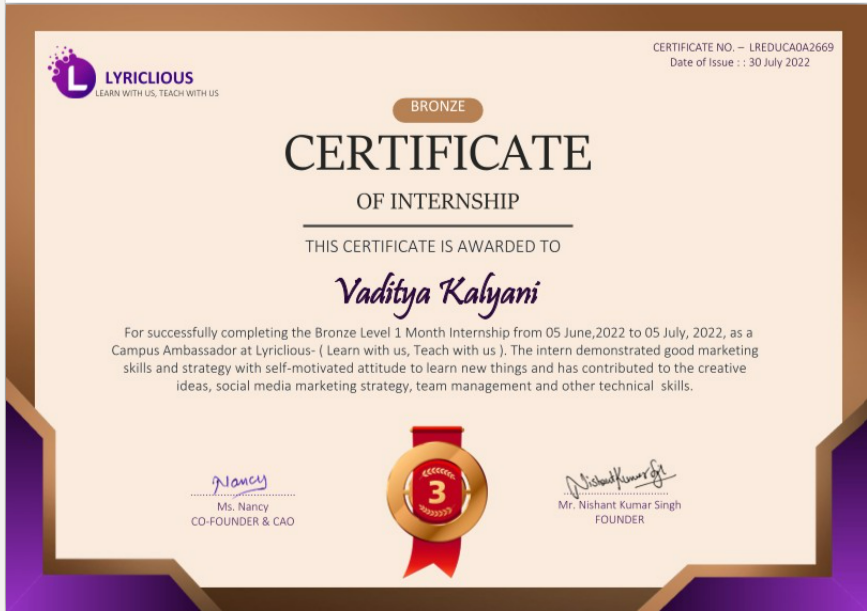 CERTIFICATE NO. – LREDUCA0A2669
Date of Issue : : 30 July 2022
L
LYRICLIOUS
LEARN WITH US, TEACH WITH US
BRONZE
CERTIFICATE
OF INTERNSHIP
THIS CERTIFICATE IS AWARDED TO
Vaditya Kalyani
For successfully completing the Bronze Level 1 Month Internship from 05 June,2022 to 05 July, 2022, as a
Campus Ambassador at Lyriclious- ( Learn with us, Teach with us ). The intern demonstrated good marketing
skills and strategy with self-motivated attitude to learn new things and has contributed to the creative
ideas, social media marketing strategy, team management and other technical skills.
3
Nancy
Ms. Nancy
CO-FOUNDER & CAO
Mr. Nishant Kumar Singh
FOUNDER